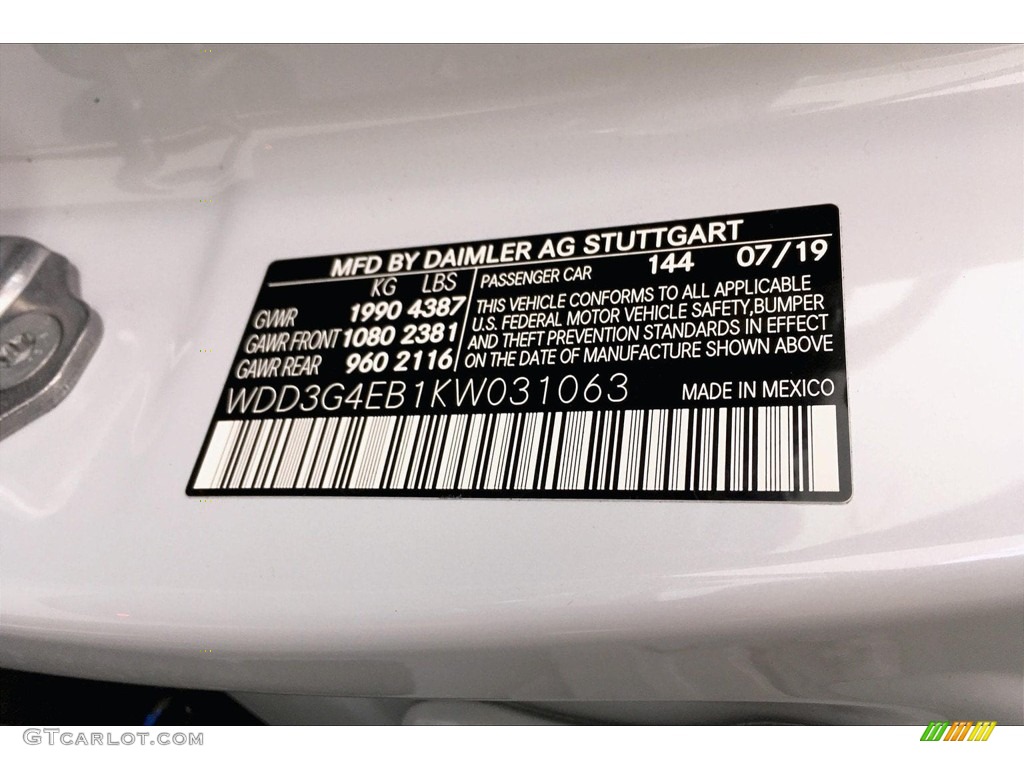 MFD BY DAIMLER AG STUTTGART
KG LBS PASSENGER CAR 144 07/19
GVWR 1990 4387
GAWR FRONT 1080 2381
GAWR REAR 960 2116
THIS VEHICLE CONFORMS TO ALL APPLICABLE
U.S. FEDERAL MOTOR VEHICLE SAFETY,BUMPER
AND THEFT PREVENTION STANDARDS IN EFFECT
ON THE DATE OF MANUFACTURE SHOWN ABOVE
WDD3G4EB1KW031063 MADE IN MEXICO
GTCARLOT.COM